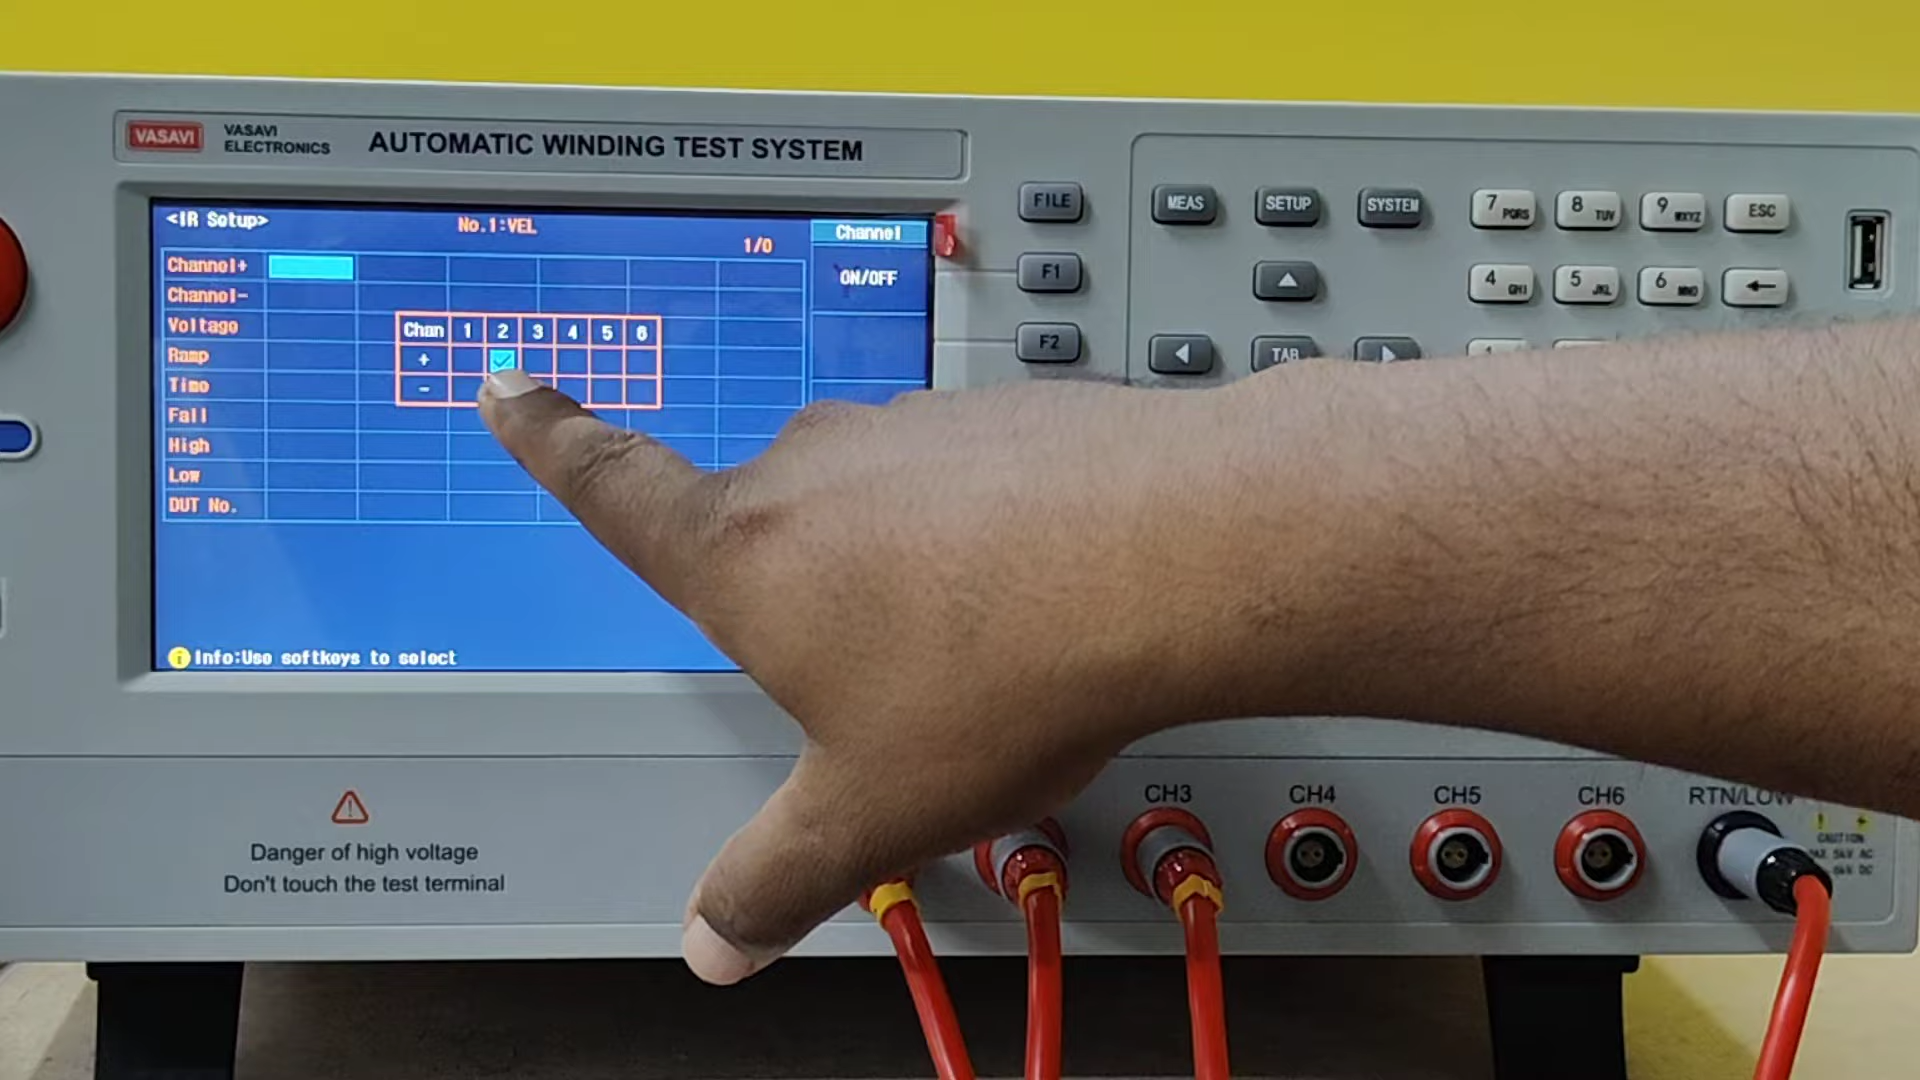 VASAVI
VASAVI
ELECTRONICS
AUTOMATIC WINDING TEST SYSTEM
<IR Setup>
No.1:VEL
1/0
Channel
ON/OFF
Channel+
Channel-
Voltage
Ramp
Time
Fall
High
Low
DUT No.
Chan 1 2 3 4 5 6
+
-
Info:Use softkeys to select
FILE
F1
F2
MEAS
SETUP
SYSTEM
7 PQRS
8 TUV
9 WXYZ
ESC
4 GHI
5 JKL
6 MNO
TAB
Danger of high voltage
Don't touch the test terminal
CH3
CH4
CH5
CH6
RTN/LOW
CAUTION